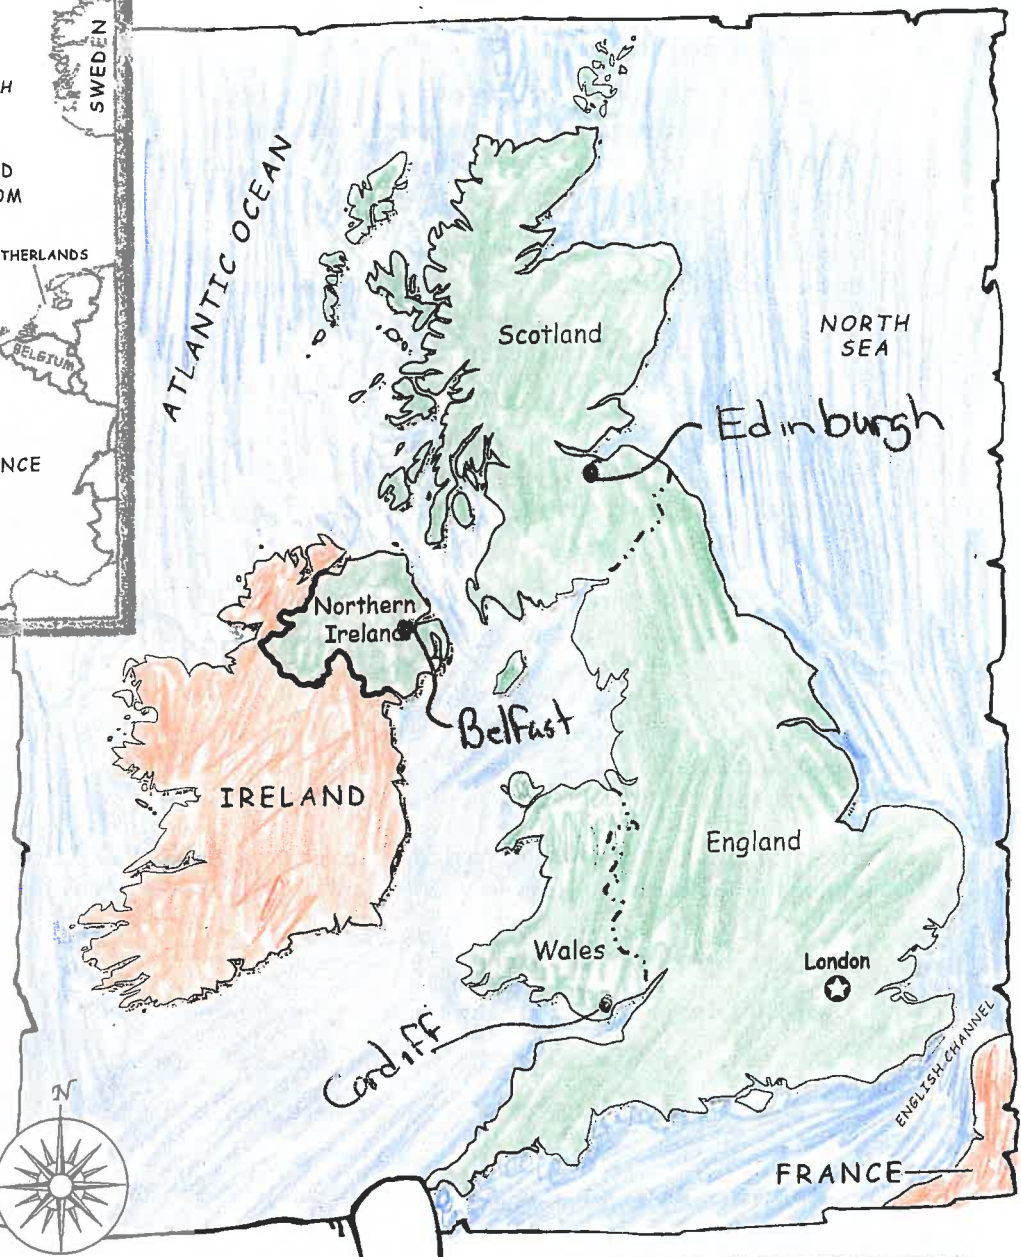 SWEDEN
H
D
OM
THERLANDS
BELGIUM
NCE
ATLANTIC OCEAN
Scotland
NORTH
SEA
Edinburgh
Northern
Ireland
Belfast
IRELAND
England
Wales
London
Cardiff
ENGLISH CHANNEL
N
FRANCE